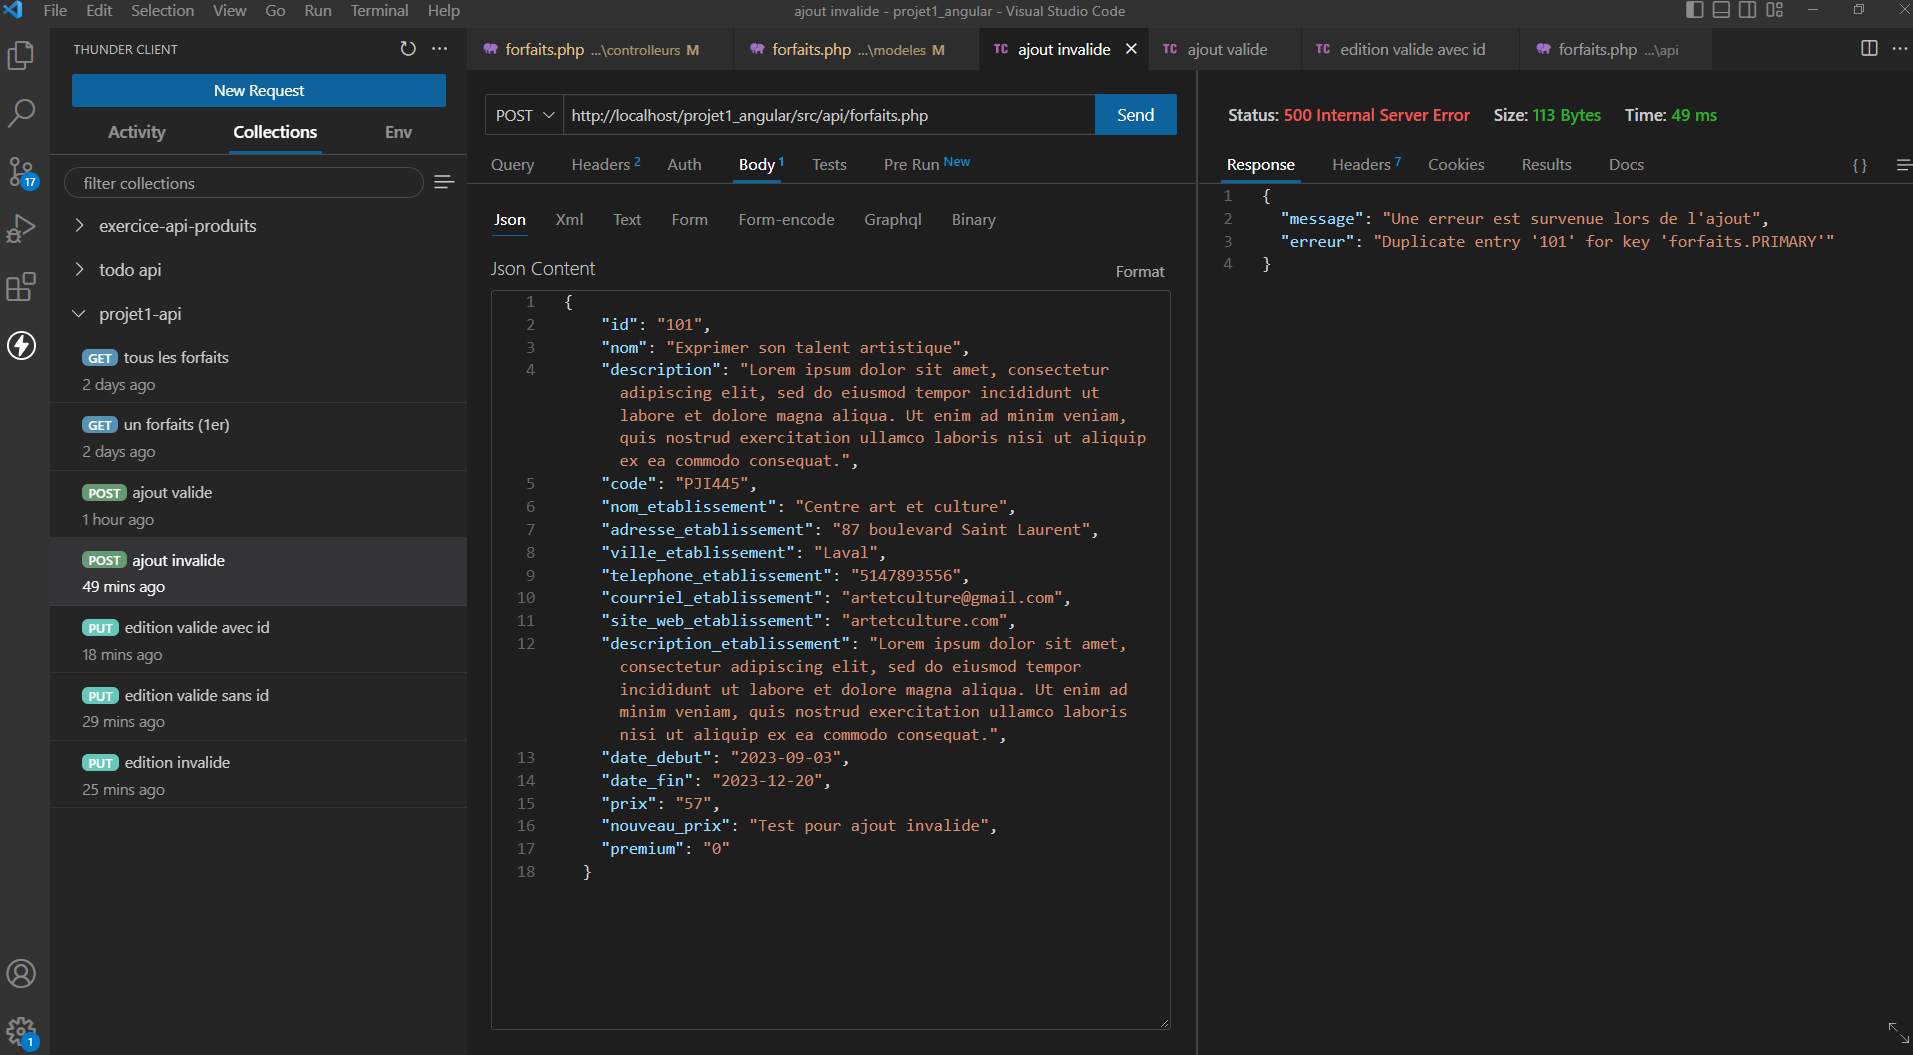 File Edit Selection View Go Run Terminal Help
ajout invalide - projet1_angular - Visual Studio Code
THUNDER CLIENT
New Request
Activity Collections Env
filter collections
exercice-api-produits
todo api
projet1-api
GET tous les forfaits
2 days ago
GET un forfaits (1er)
2 days ago
POST ajout valide
1 hour ago
POST ajout invalide
49 mins ago
PUT edition valide avec id
18 mins ago
PUT edition valide sans id
29 mins ago
PUT edition invalide
25 mins ago
17
1
forfaits.php ...\controlleurs M
forfaits.php ...\modeles M
TC ajout invalide
TC ajout valide
TC edition valide avec id
forfaits.php ...\api
POST http://localhost/projet1_angular/src/api/forfaits.php Send
Query Headers 2 Auth Body 1 Tests Pre Run New
Json Xml Text Form Form-encode Graphql Binary
Json Content
Format
1 {
2 "id": "101",
3 "nom": "Exprimer son talent artistique",
4 "description": "Lorem ipsum dolor sit amet, consectetur
adipiscing elit, sed do eiusmod tempor incididunt ut
labore et dolore magna aliqua. Ut enim ad minim veniam,
quis nostrud exercitation ullamco laboris nisi ut aliquip
ex ea commodo consequat.",
5 "code": "PJI445",
6 "nom_etablissement": "Centre art et culture",
7 "adresse_etablissement": "87 boulevard Saint Laurent",
8 "ville_etablissement": "Laval",
9 "telephone_etablissement": "5147893556",
10 "courriel_etablissement": "artetculture@gmail.com",
11 "site_web_etablissement": "artetculture.com",
12 "description_etablissement": "Lorem ipsum dolor sit amet,
consectetur adipiscing elit, sed do eiusmod tempor
incididunt ut labore et dolore magna aliqua. Ut enim ad
minim veniam, quis nostrud exercitation ullamco laboris
nisi ut aliquip ex ea commodo consequat.",
13 "date_debut": "2023-09-03",
14 "date_fin": "2023-12-20",
15 "prix": "57",
16 "nouveau_prix": "Test pour ajout invalide",
17 "premium": "0"
18 }
Status: 500 Internal Server Error Size: 113 Bytes Time: 49 ms
Response Headers 7 Cookies Results Docs { }
1 {
2 "message": "Une erreur est survenue lors de l'ajout",
3 "erreur": "Duplicate entry '101' for key 'forfaits.PRIMARY'"
4 }